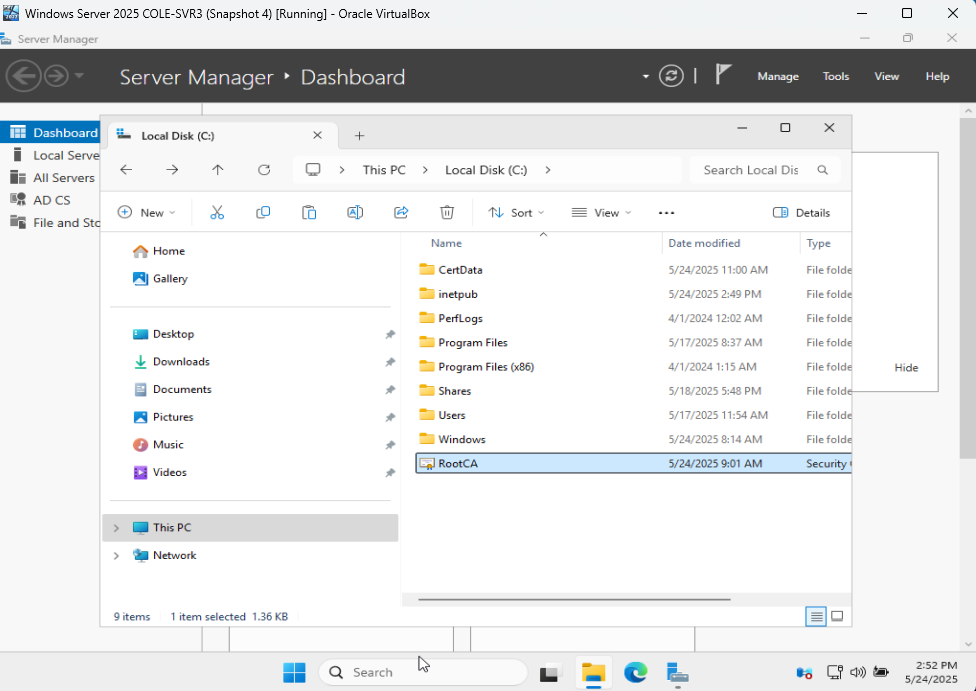 Windows Server 2025 COLE-SVR3 (Snapshot 4) [Running] - Oracle VirtualBox
Server Manager
Server Manager ‣ Dashboard
Manage Tools View Help
Dashboard
Local Serve
All Servers
AD CS
File and Sto
Local Disk (C:)
This PC > Local Disk (C:) >
Search Local Dis
New Sort View ... Details
Home
Gallery
Desktop
Downloads
Documents
Pictures
Music
Videos
This PC
Network
Name Date modified Type
CertData 5/24/2025 11:00 AM File folde
inetpub 5/24/2025 2:49 PM File folde
PerfLogs 4/1/2024 12:02 AM File folde
Program Files 5/17/2025 8:37 AM File folde
Program Files (x86) 4/1/2024 1:15 AM File folde
Shares 5/18/2025 5:48 PM File folde
Users 5/17/2025 11:54 AM File folde
Windows 5/24/2025 8:14 AM File folde
RootCA 5/24/2025 9:01 AM Security
Hide
9 items 1 item selected 1.36 KB
Search
2:52 PM
5/24/2025